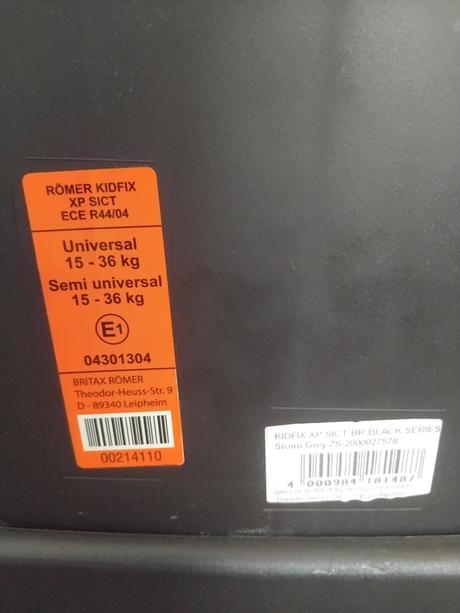 RÖMER KIDFIX
XP SICT
ECE R44/04
Universal
15 - 36 kg
Semi universal
15 - 36 kg
E1
04301304
BRITAX RÖMER
Theodor-Heuss-Str. 9
D - 89340 Leipheim
00214110
KIDFIX XP SICT BR BLACK SERIES
Storm Grey ZS-2000027578
4 000984 181487